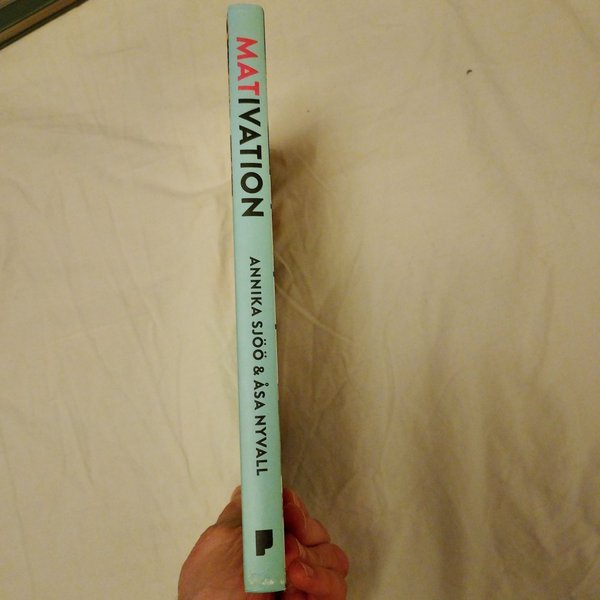 MATIVATION
ANNIKA SJÖÖ & ÅSA NYVALL